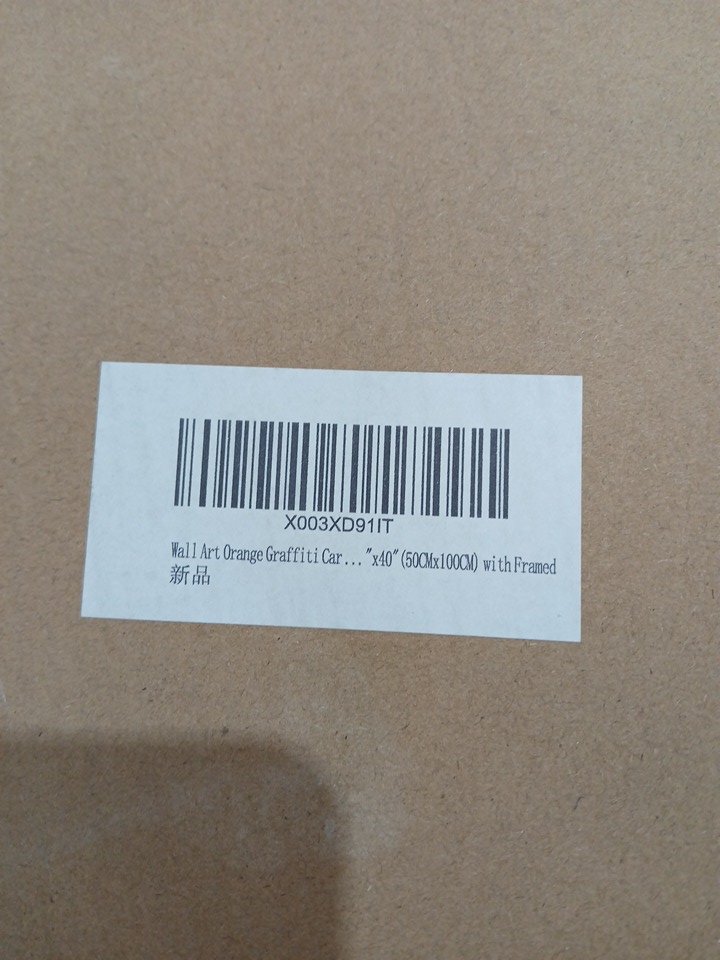 X003XD91IT
Wall Art Orange Graffiti Car..."x40"(50CMx100CM) with Framed
新品